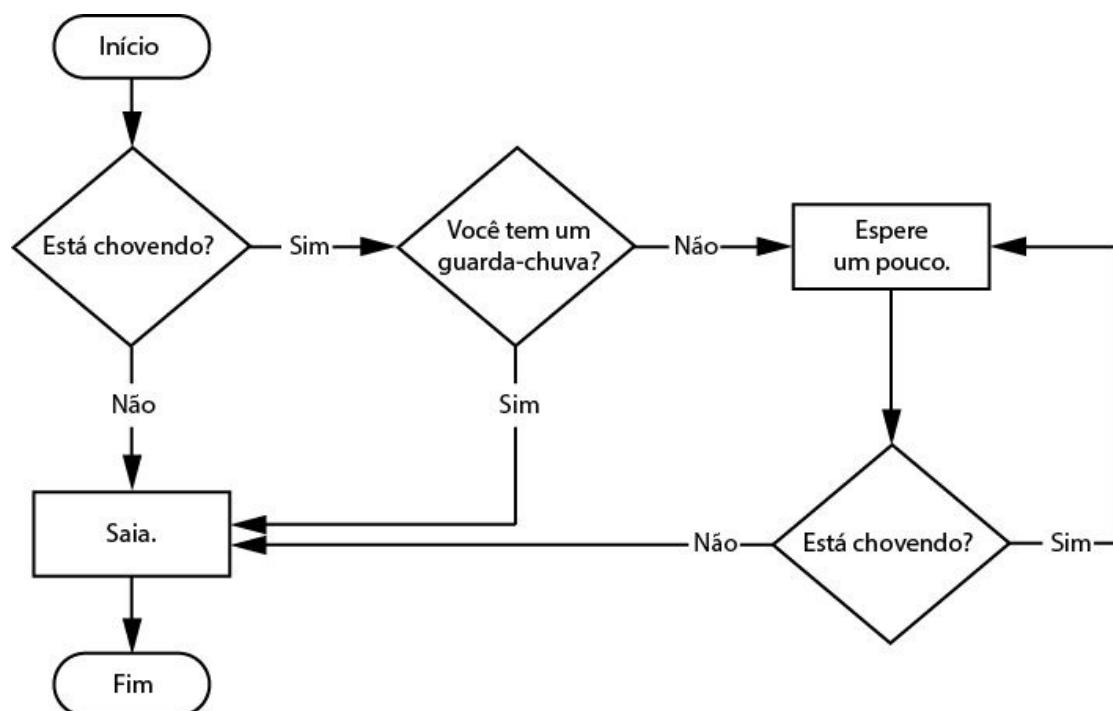 Início
Está chovendo?
Sim
Você tem um
guarda-chuva?
Não
Espere
um pouco.
Não
Sim
Saia.
Não
Está chovendo?
Sim
Fim